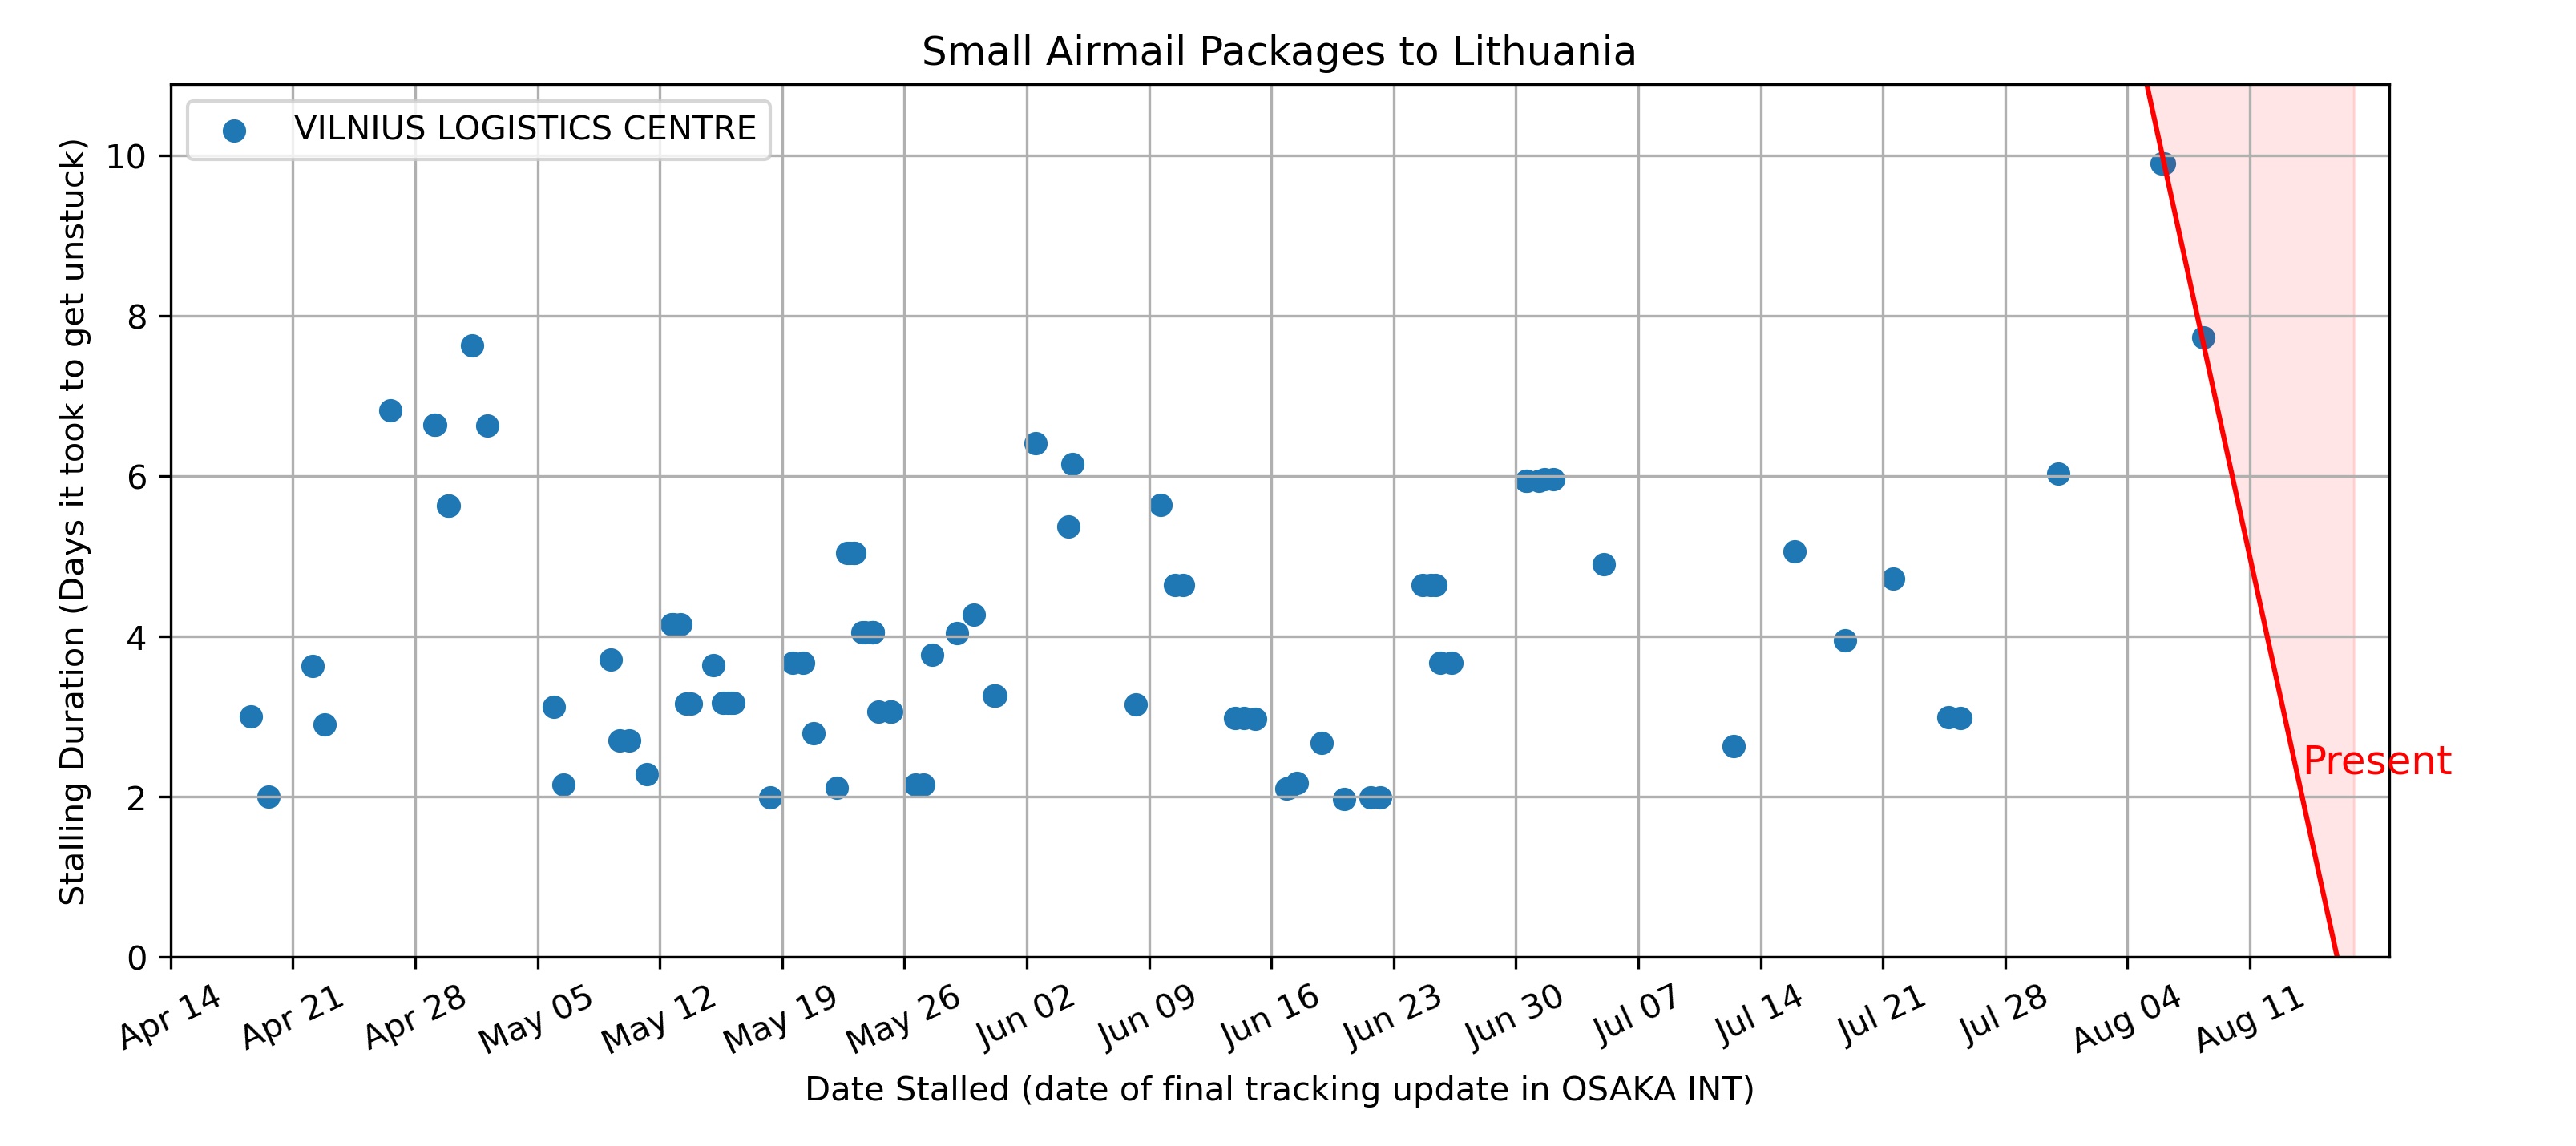 Small Airmail Packages to Lithuania
VILNIUS LOGISTICS CENTRE
Stalling Duration (Days it took to get unstuck)
10
8
6
4
2
0
Present
Apr 14
Apr 21
Apr 28
May 05
May 12
May 19
May 26
Jun 02
Jun 09
Jun 16
Jun 23
Jun 30
Jul 07
Jul 14
Jul 21
Jul 28
Aug 04
Aug 11
Date Stalled (date of final tracking update in OSAKA INT)